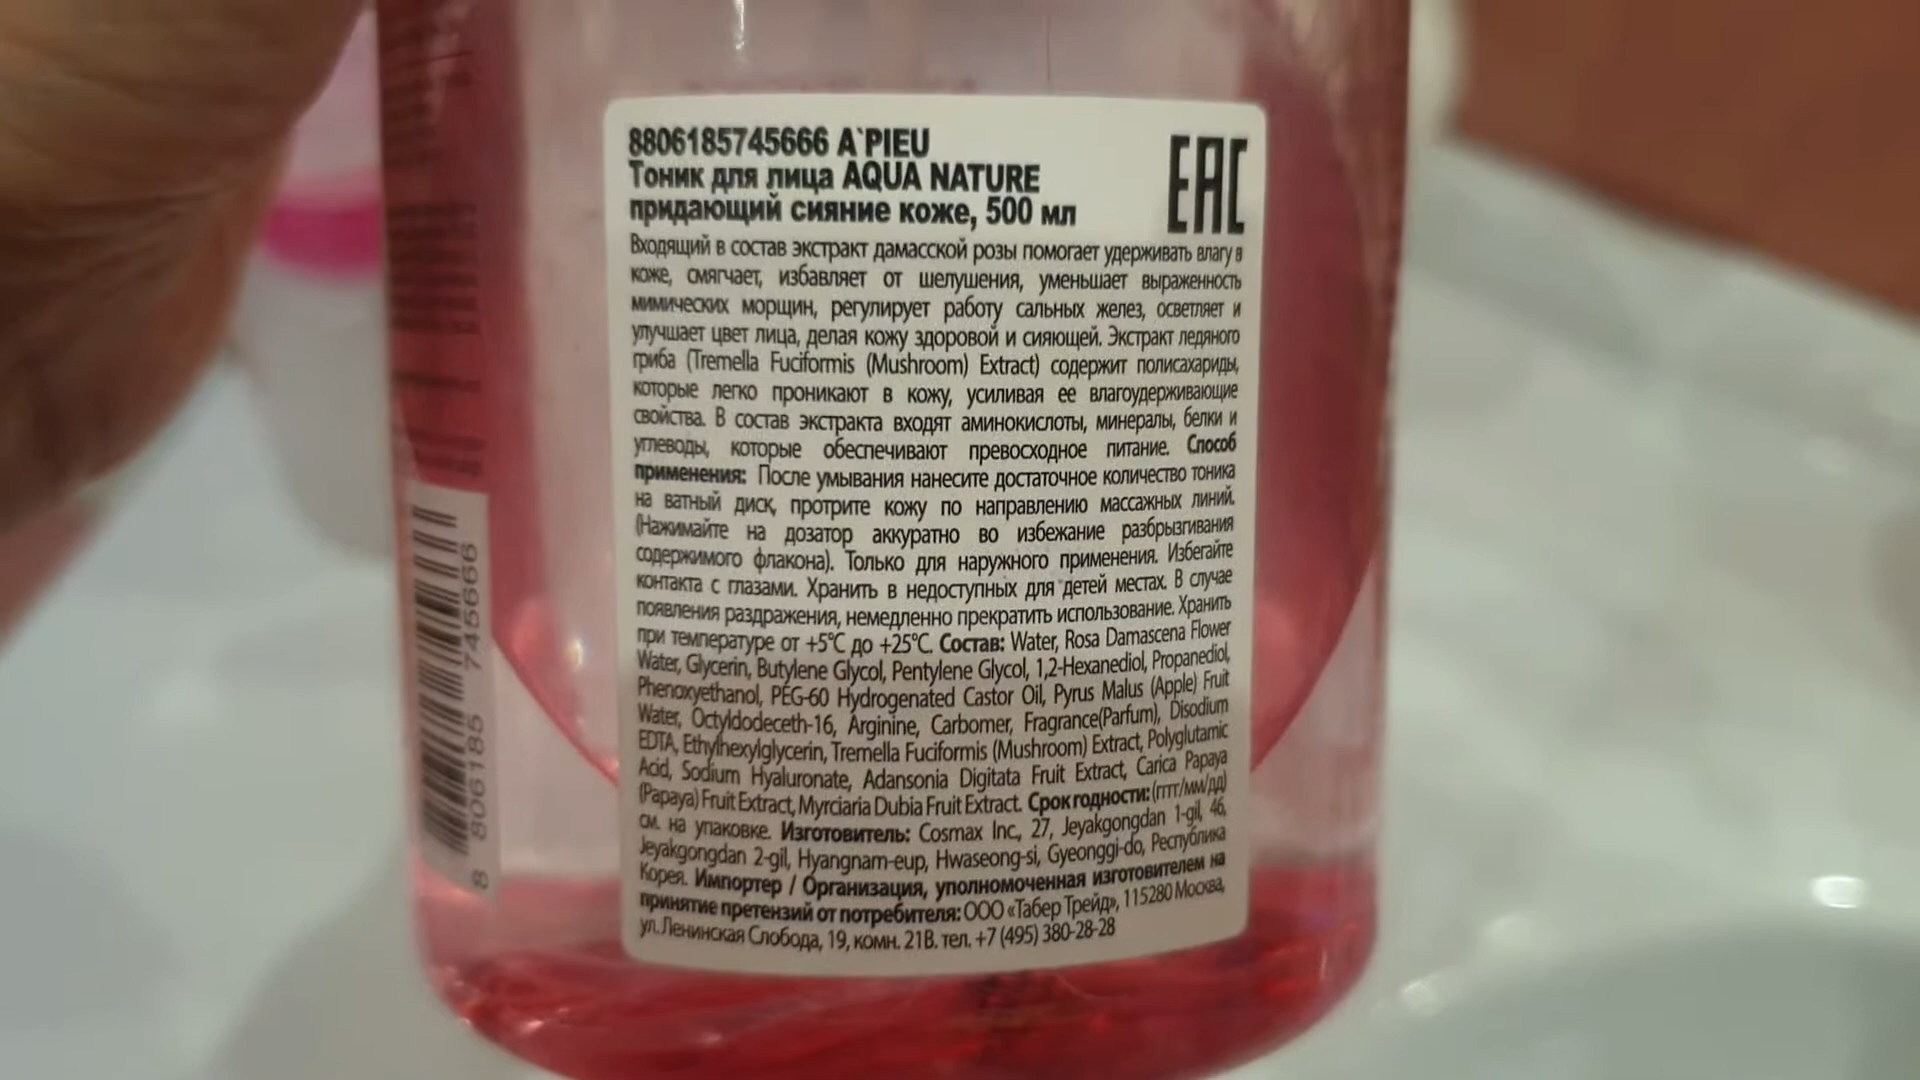 8806185745666 A`PIEU
Тоник для лица AQUA NATURE
придающий сияние коже, 500 мл
EAC
Входящий в состав экстракт дамасской розы помогает удерживать влагу в
коже, смягчает, избавляет от шелушения, уменьшает выраженность
мимических морщин, регулирует работу сальных желез, осветляет и
улучшает цвет лица, делая кожу здоровой и сияющей. Экстракт ледяного
гриба (Tremella Fuciformis (Mushroom) Extract) содержит полисахариды,
которые легко проникают в кожу, усиливая ее влагоудерживающие
свойства. В состав экстракта входят аминокислоты, минералы, белки и
углеводы, которые обеспечивают превосходное питание. Способ
применения: После умывания нанесите достаточное количество тоника
на ватный диск, протрите кожу по направлению массажных линий.
(Нажимайте на дозатор аккуратно во избежание разбрызгивания
содержимого флакона). Только для наружного применения. Избегайте
контакта с глазами. Хранить в недоступных для детей местах. В случае
появления раздражения, немедленно прекратить использование. Хранить
при температуре от +5°C до +25°C. Состав: Water, Rosa Damascena Flower
Water, Glycerin, Butylene Glycol, Pentylene Glycol, 1,2-Hexanediol, Propanediol,
Phenoxyethanol, PEG-60 Hydrogenated Castor Oil, Pyrus Malus (Apple) Fruit
Water, Octyldodeceth-16, Arginine, Carbomer, Fragrance(Parfum), Disodium
EDTA, Ethylhexylglycerin, Tremella Fuciformis (Mushroom) Extract, Polyglutamic
Acid, Sodium Hyaluronate, Adansonia Digitata Fruit Extract, Carica Papaya
(Papaya) Fruit Extract, Myrciaria Dubia Fruit Extract. Срок годности: (гггг/мм/дд)
см. на упаковке. Изготовитель: Cosmax Inc, 27, Jeyakgongdan 1-gil, 46,
Jeyakgongdan 2-gil, Hyangnam-eup, Hwaseong-si, Gyeonggi-do, Республика
Корея. Импортер / Организация, уполномоченная изготовителем на
принятие претензий от потребителя: ООО «Табер Трейд», 115280 Москва,
ул. Ленинская Слобода, 19, комн. 21В. тел. +7 (495) 380-28-28
8 806185 745666